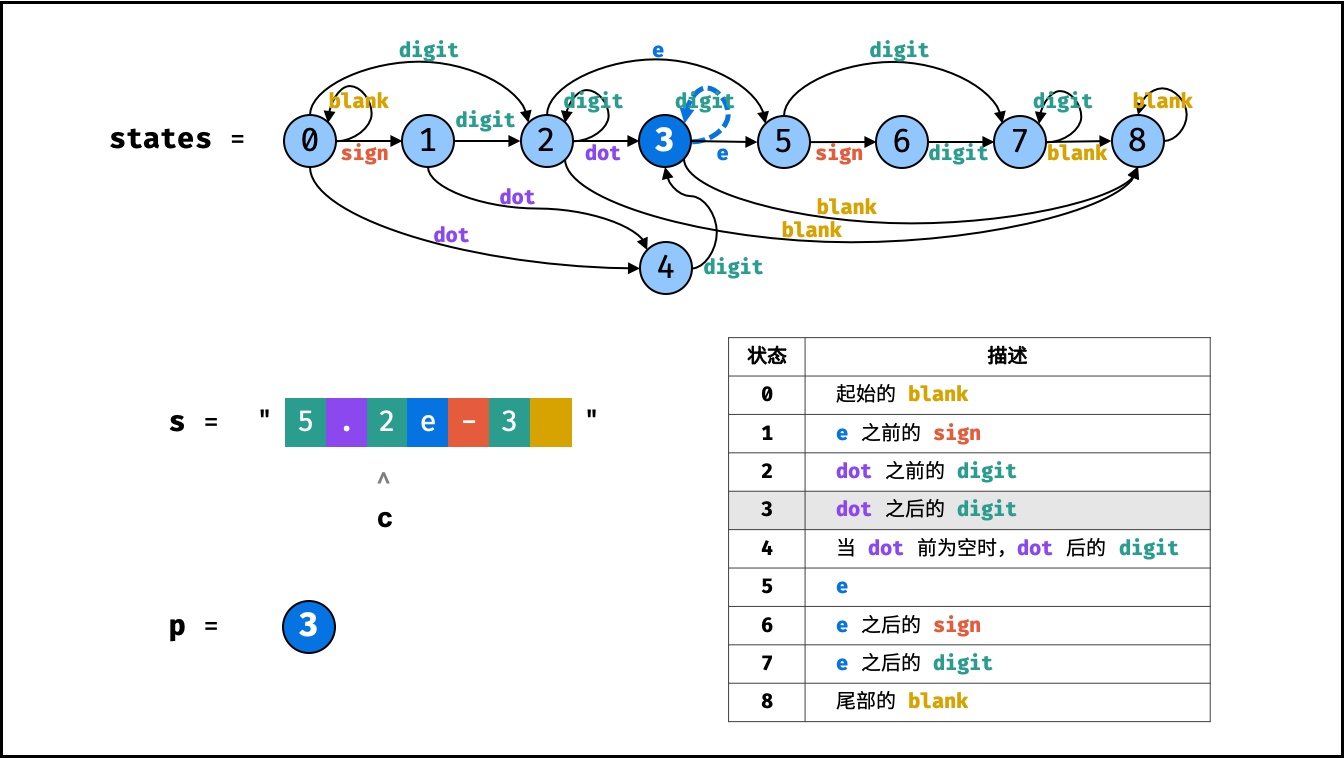 digit e digit
blank digit digit digit blank
states = 0 1 digit 2 3 5 6 7 8
sign dot e sign digit blank
dot blank
dot blank
4 digit
s = " 5 . 2 e - 3 "
^
c
p = 3
状态 描述
0 起始的 blank
1 e 之前的 sign
2 dot 之前的 digit
3 dot 之后的 digit
4 当 dot 前为空时，dot 后的 digit
5 e
6 e 之后的 sign
7 e 之后的 digit
8 尾部的 blank